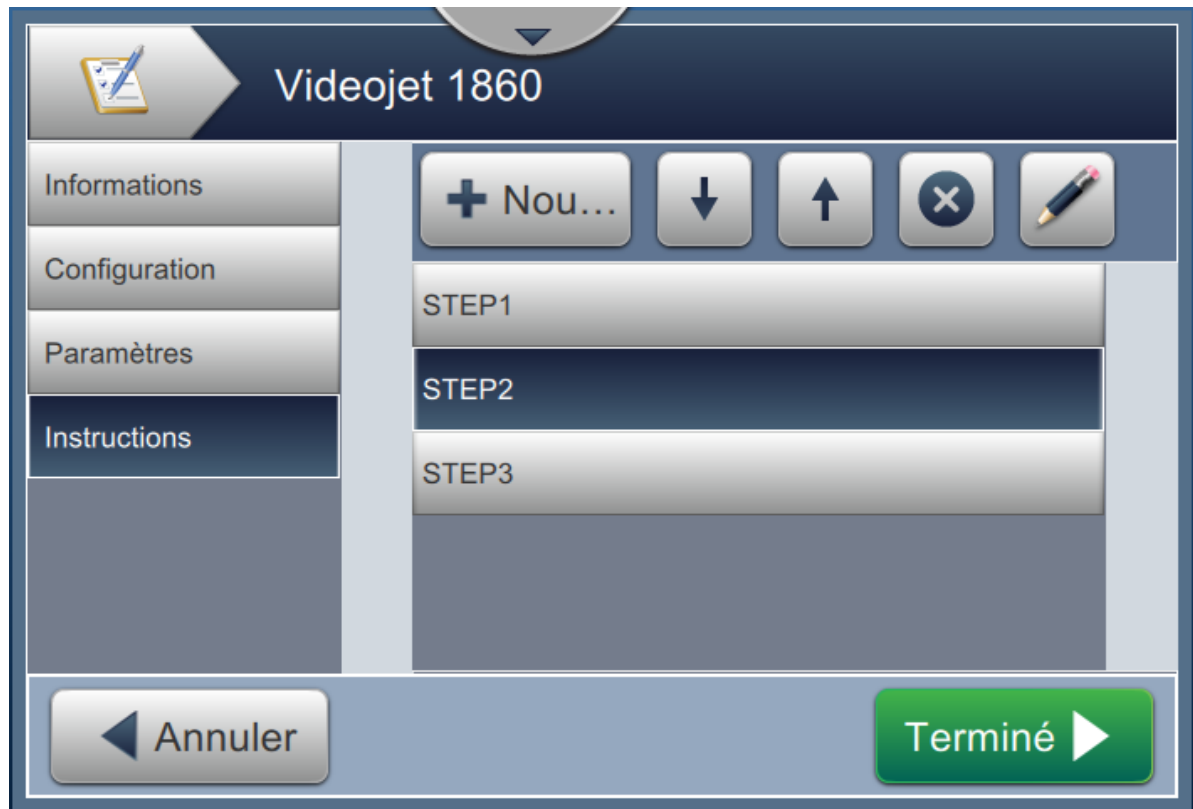 Videojet 1860
Informations
Configuration
Paramètres
Instructions
Nou...
STEP1
STEP2
STEP3
Annuler
Terminé